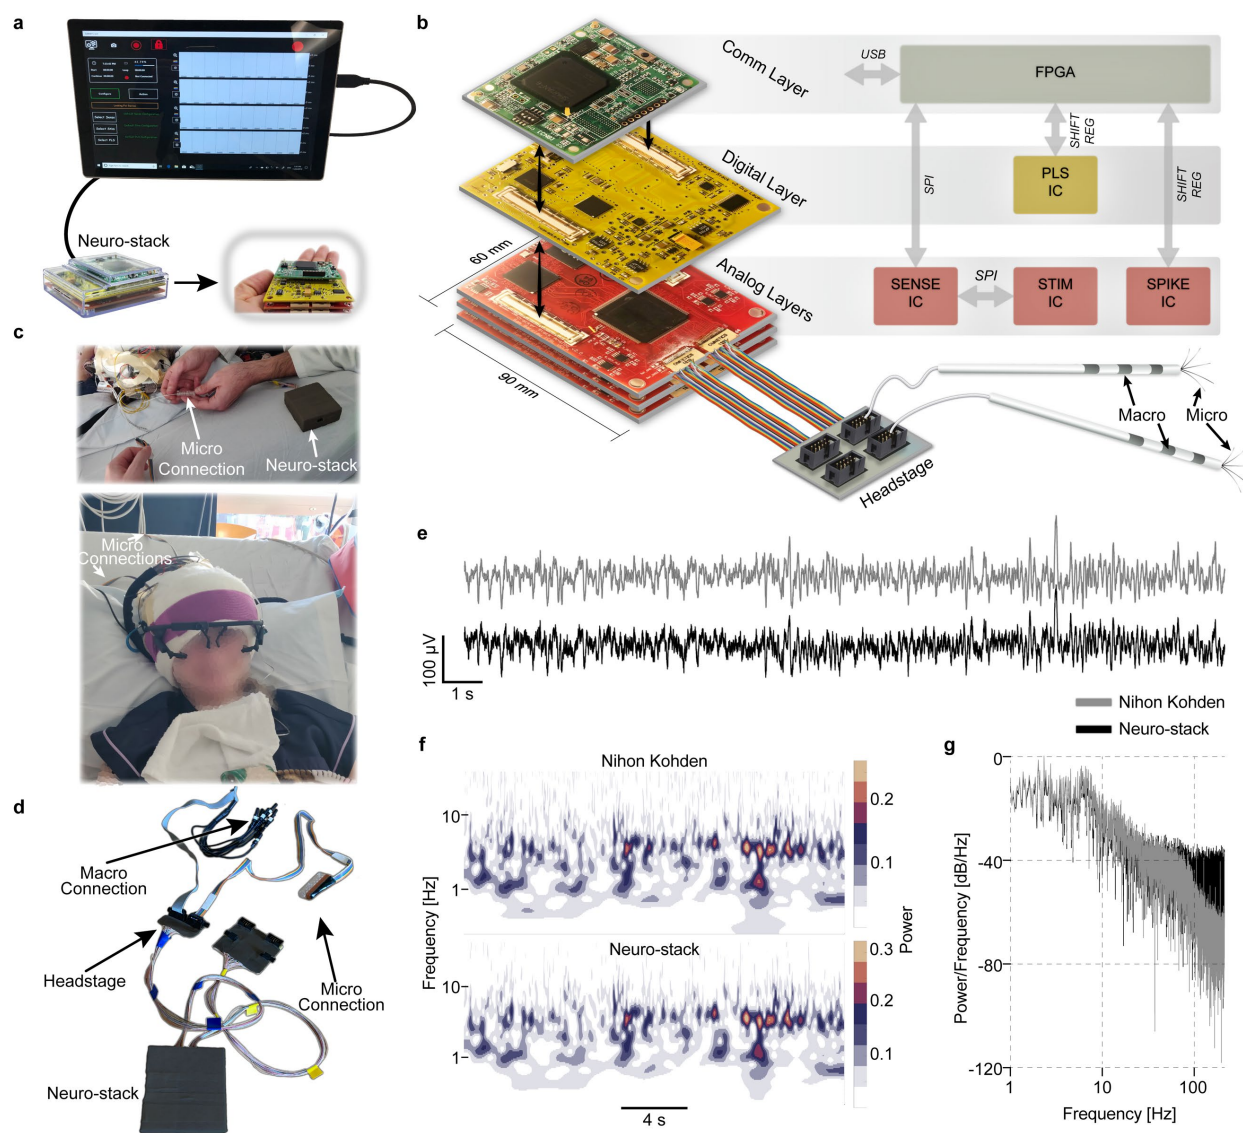 a
Neuro-stack
b
Comm Layer
Digital Layer
Analog Layers
60 mm
90 mm
USB
FPGA
SPI
SHIFT
REG
SHIFT
REG
PLS
IC
SENSE
IC
SPI
STIM
IC
SPIKE
IC
Macro
Micro
Headstage
c
Micro
Connection
Neuro-stack
Micro
Connections
d
Macro
Connection
Headstage
Micro
Connection
Neuro-stack
e
100 µV
1 s
Nihon Kohden
Neuro-stack
f
Nihon Kohden
10
1
0.2
0.1
Frequency [Hz]
Power
Neuro-stack
10
1
0.3
0.2
0.1
4 s
g
0
-40
-80
-120
Power/Frequency [dB/Hz]
1
10
100
Frequency [Hz]